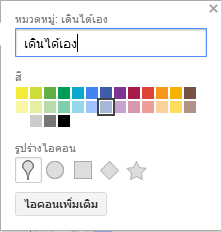 หมวดหมู่: เดินได้เอง
เดินได้เอง
สี
รูปร่างไอคอน
ไอคอนเพิ่มเติม